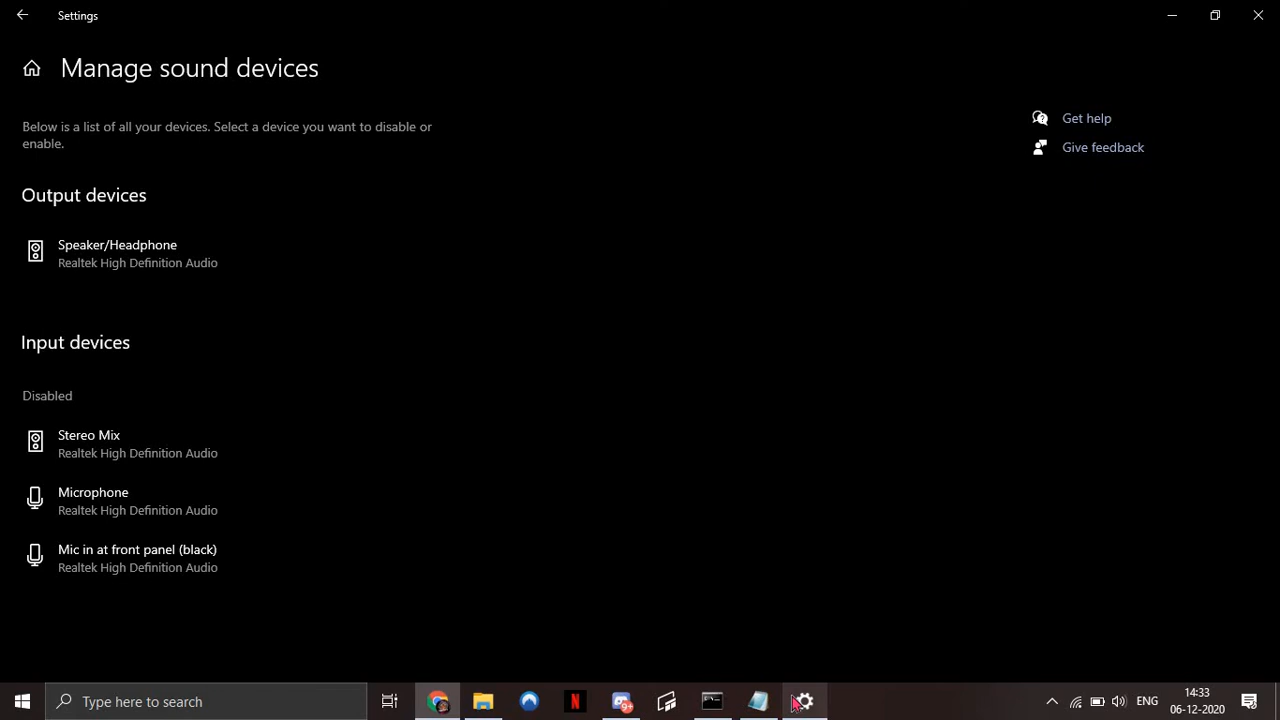 Settings
Manage sound devices
Below is a list of all your devices. Select a device you want to disable or
enable.
Get help
Give feedback
Output devices
Speaker/Headphone
Realtek High Definition Audio
Input devices
Disabled
Stereo Mix
Realtek High Definition Audio
Microphone
Realtek High Definition Audio
Mic in at front panel (black)
Realtek High Definition Audio
Type here to search
N
9+
ENG
14:33
06-12-2020